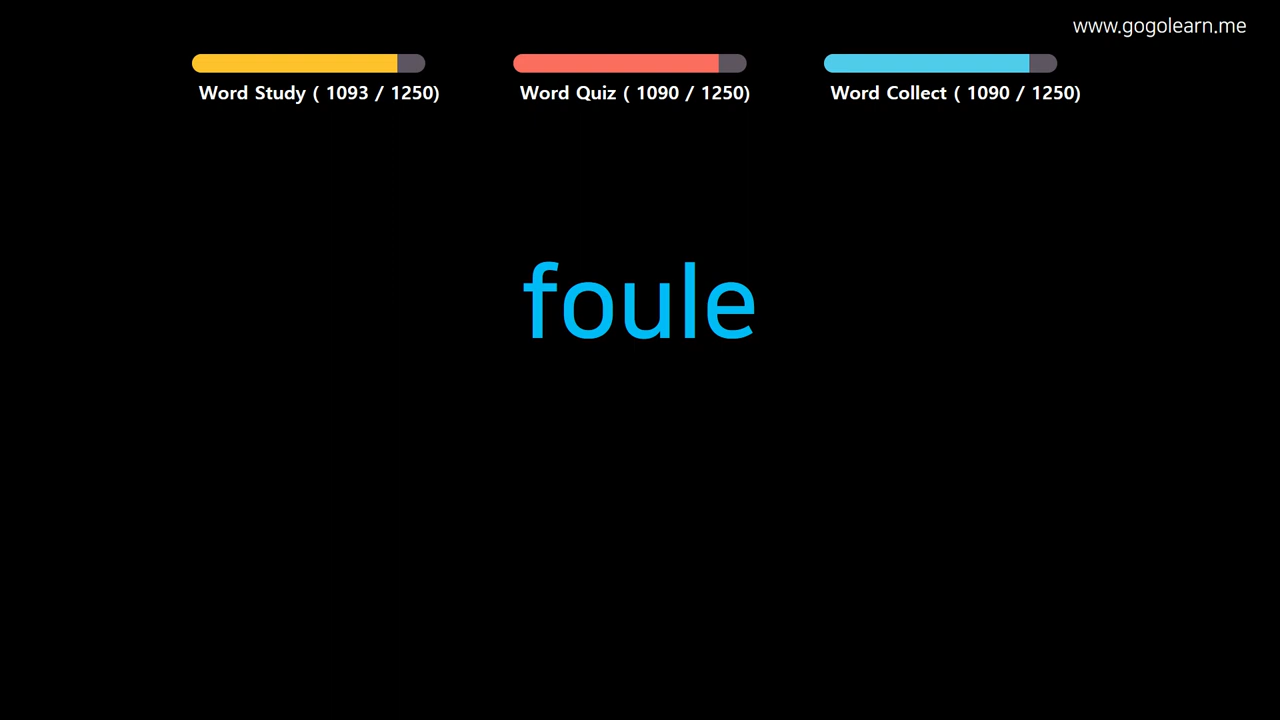 www.gogolearn.me
Word Study ( 1093 / 1250)
Word Quiz ( 1090 / 1250)
Word Collect ( 1090 / 1250)
foule